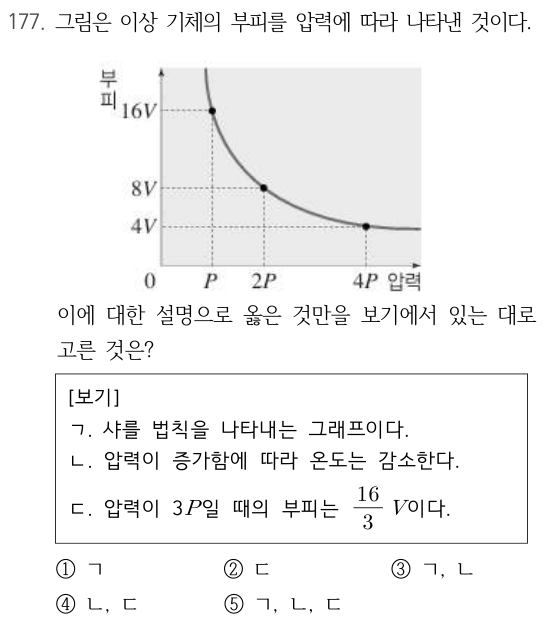 177. 그림은 이상 기체의 부피를 압력에 따라 나타낸 것이다.
부피
16V
8V
4V
0 P 2P 4P 압력
이에 대한 설명으로 옳은 것만을 보기에서 있는 대로
고른 것은?
[보기]
ㄱ. 샤를 법칙을 나타내는 그래프이다.
ㄴ. 압력이 증가함에 따라 온도는 감소한다.
ㄷ. 압력이 3P일 때의 부피는 16/3 V이다.
① ㄱ ② ㄷ ③ ㄱ, ㄴ
④ ㄴ, ㄷ ⑤ ㄱ, ㄴ, ㄷ